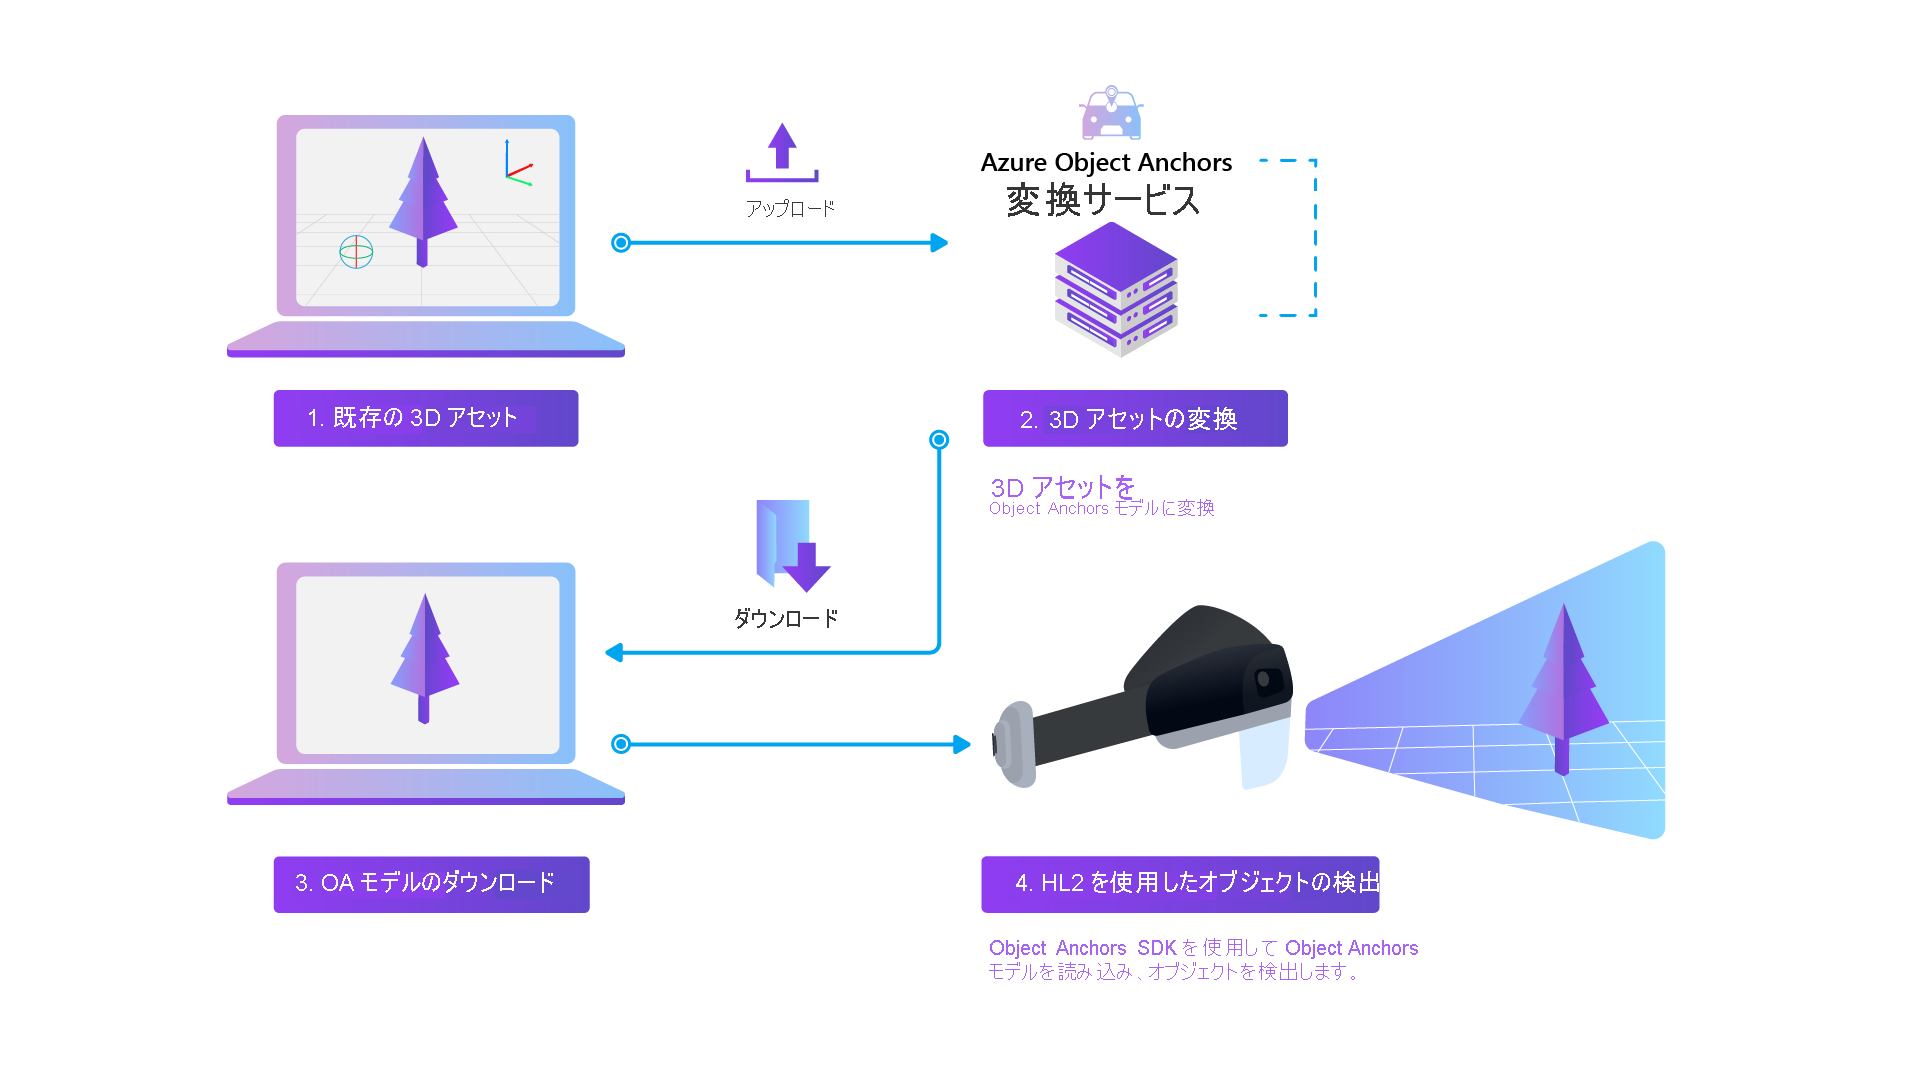 アップロード
Azure Object Anchors
変換サービス
1. 既存の 3D アセット
2. 3D アセットの変換
3D アセットを
Object Anchors モデルに変換
ダウンロード
3. OA モデルのダウンロード
4. HL2 を使用したオブジェクトの検出
Object Anchors SDK を使用して Object Anchors
モデルを読み込み、オブジェクトを検出します。